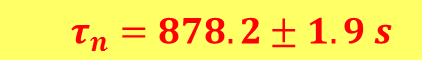 τₙ = 878.2 ± 1.9 s